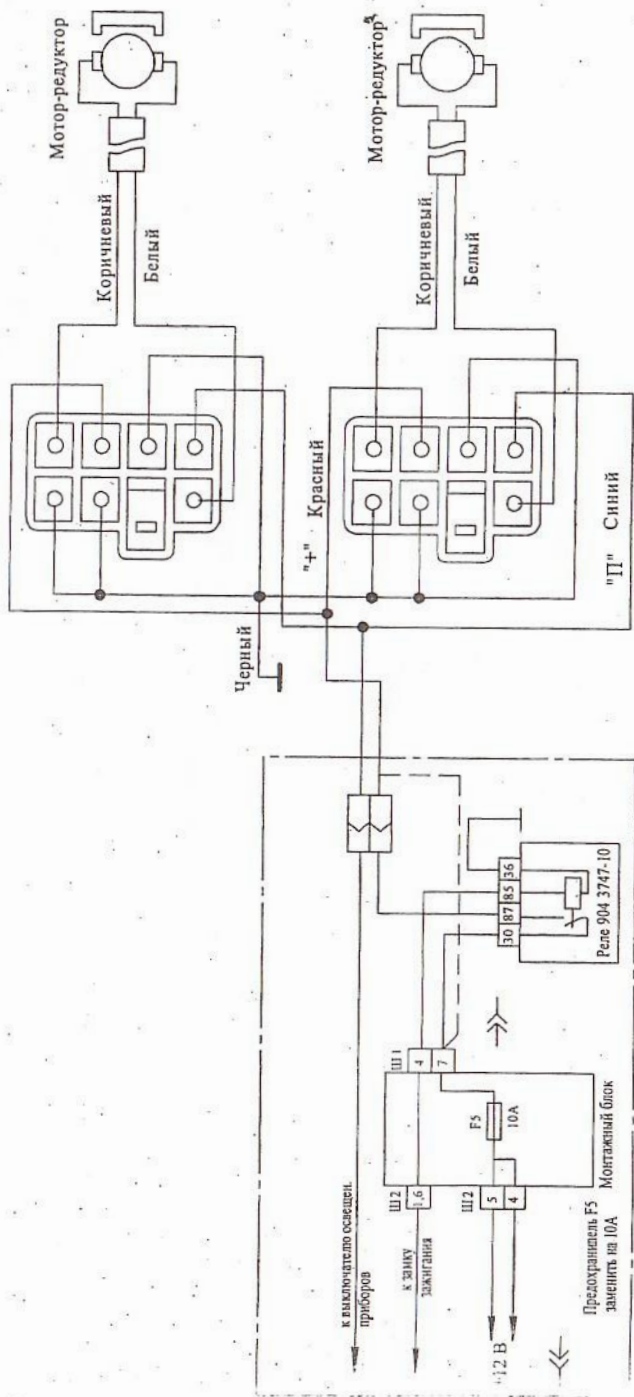 Мотор-редуктор
Мотор-редуктор
Коричневый
Белый
Коричневый
Белый
"+" Красный
"П" Синий
Черный
Реле 904 3747-10
30 87 85 36
Ш1
4
7
F5
10А
Монтажный блок
Ш2
1,6
Ш2
5
4
к выключателю освещен.
приборов
к замку
зажигания
+12 В
Предохранитель F5
заменить на 10А